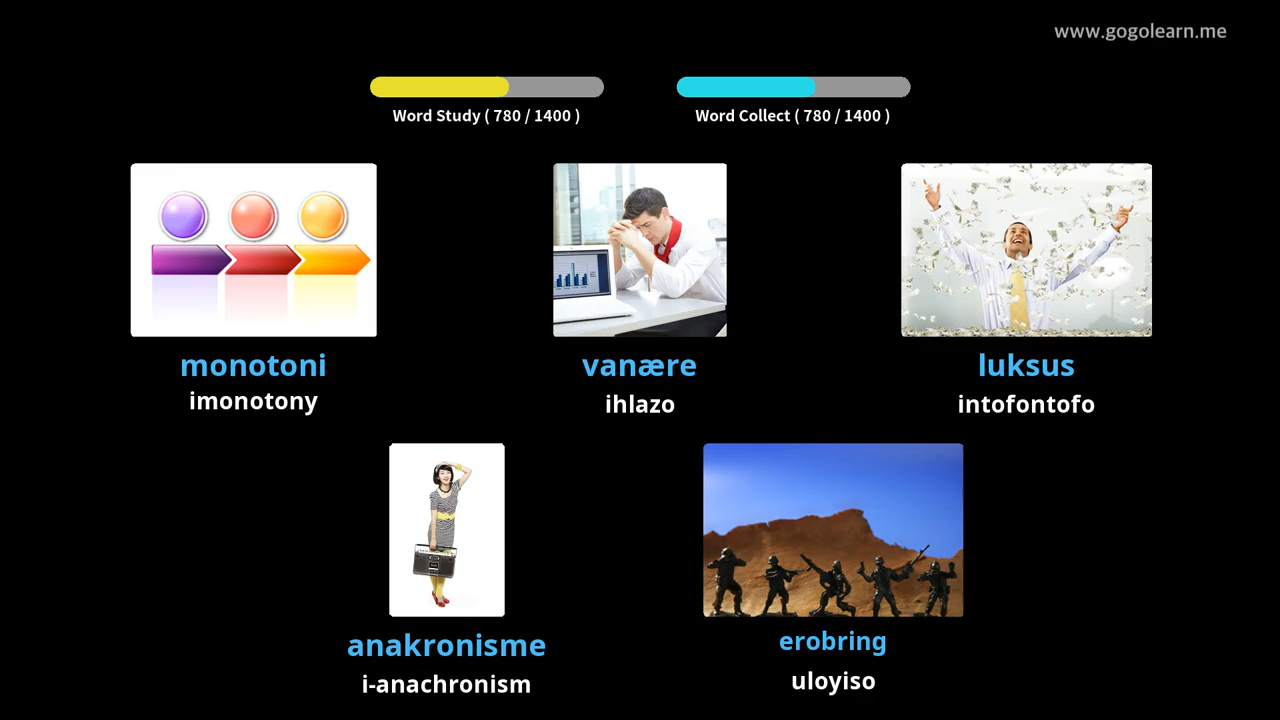 www.gogolearn.me
Word Study ( 780 / 1400 )
Word Collect ( 780 / 1400 )
monotoni
imonotony
vanære
ihlazo
luksus
intofontofo
anakronisme
i-anachronism
erobring
uloyiso